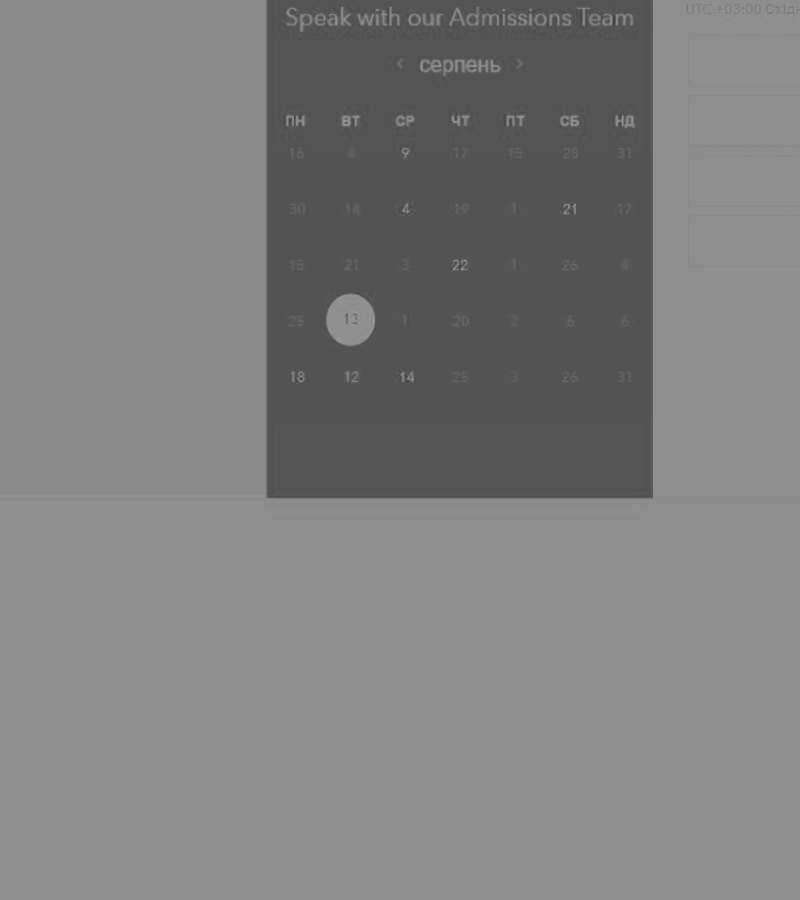 Speak with our Admissions Team
UTC +03:00 Східн
‹ серпень ›
ПН ВТ СР ЧТ ПТ СБ НД
16 8 9 17 15 28 31
30 14 4 19 1 21 17
15 21 3 22 1 26 4
25 13 1 20 2 6 6
18 12 14 25 3 26 31